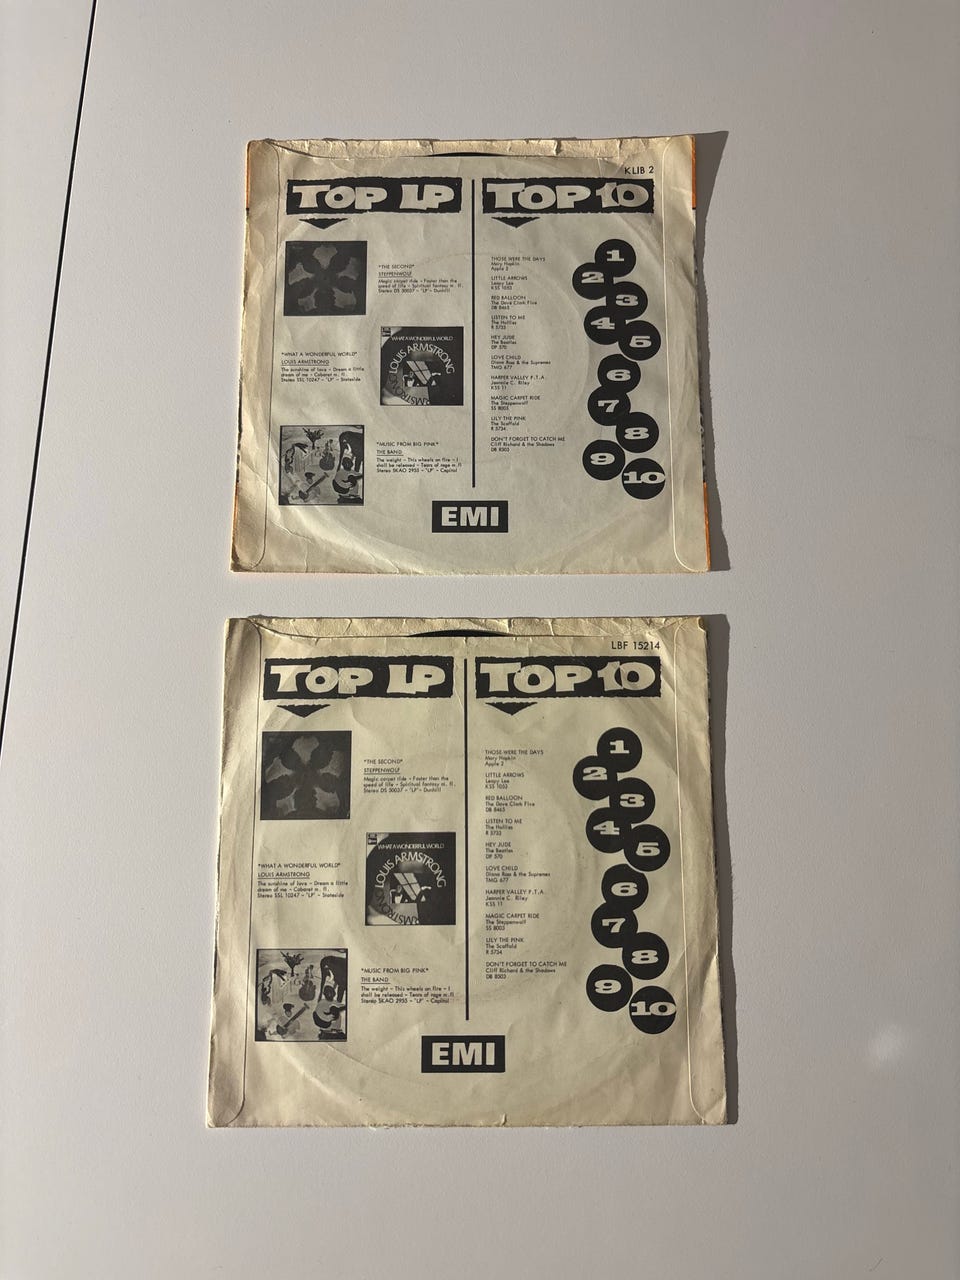 KLIB 2
TOP LP
TOP 10
"THE SECOND"
STEPPENWOLF
Magic carpet ride - Faster than the
speed of life - Spiritual fantasy m. fl.
Stereo DS 50037 - "LP" - Dunhill
WHAT A WONDERFUL WORLD
LOUIS ARMSTRONG
"WHAT A WONDERFUL WORLD"
LOUIS ARMSTRONG
The sunshine of love - Dream a little
dream of me - Cabaret m. fl.
Stereo SSL 10247 - "LP" - Stateside
"MUSIC FROM BIG PINK"
THE BAND
The weight - This wheels on fire - I
shall be released - Tears of rage m. fl
Stereo SKAO 2955 - "LP" - Capitol
THOSE WERE THE DAYS
Mary Hopkin
Apple 2
LITTLE ARROWS
Leapy Lee
KSS 1053
RED BALLOON
The Dave Clark Five
DB 8465
LISTEN TO ME
The Hollies
R 5733
HEY JUDE
The Beatles
DP 570
LOVE CHILD
Diana Ross & the Supremes
TMG 677
HARPER VALLEY P.T.A.
Jeannie C. Riley
KSS 11
MAGIC CARPET RIDE
The Steppenwolf
SS 8003
LILY THE PINK
The Scaffold
R 5734
DON'T FORGET TO CATCH ME
Cliff Richard & the Shadows
DB 8503
1
2
3
4
5
6
7
8
9
10
EMI
LBF 15214
TOP LP
TOP 10
"THE SECOND"
STEPPENWOLF
Magic carpet ride - Faster than the
speed of life - Spiritual fantasy m. fl.
Stereo DS 50037 - "LP" - Dunhill
WHAT A WONDERFUL WORLD
LOUIS ARMSTRONG
"WHAT A WONDERFUL WORLD"
LOUIS ARMSTRONG
The sunshine of love - Dream a little
dream of me - Cabaret m. fl.
Stereo SSL 10247 - "LP" - Stateside
"MUSIC FROM BIG PINK"
THE BAND
The weight - This wheels on fire - I
shall be released - Tears of rage m. fl
Stereo SKAO 2955 - "LP" - Capitol
THOSE WERE THE DAYS
Mary Hopkin
Apple 2
LITTLE ARROWS
Leapy Lee
KSS 1053
RED BALLOON
The Dave Clark Five
DB 8465
LISTEN TO ME
The Hollies
R 5733
HEY JUDE
The Beatles
DP 570
LOVE CHILD
Diana Ross & the Supremes
TMG 677
HARPER VALLEY P.T.A.
Jeannie C. Riley
KSS 11
MAGIC CARPET RIDE
The Steppenwolf
SS 8003
LILY THE PINK
The Scaffold
R 5734
DON'T FORGET TO CATCH ME
Cliff Richard & the Shadows
DB 8503
1
2
3
4
5
6
7
8
9
10
EMI